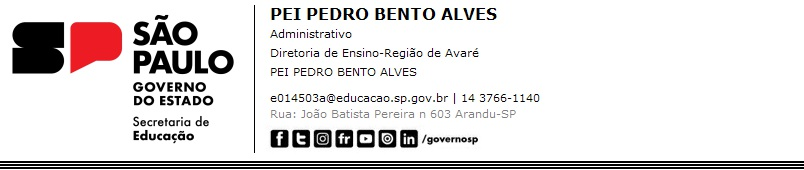 SP
SÃO
PAULO
GOVERNO
DO ESTADO
Secretaria de
Educação
PEI PEDRO BENTO ALVES
Administrativo
Diretoria de Ensino-Região de Avaré
PEI PEDRO BENTO ALVES
e014503a@educacao.sp.gov.br | 14 3766-1140
Rua: João Batista Pereira n 603 Arandu-SP
/governosp